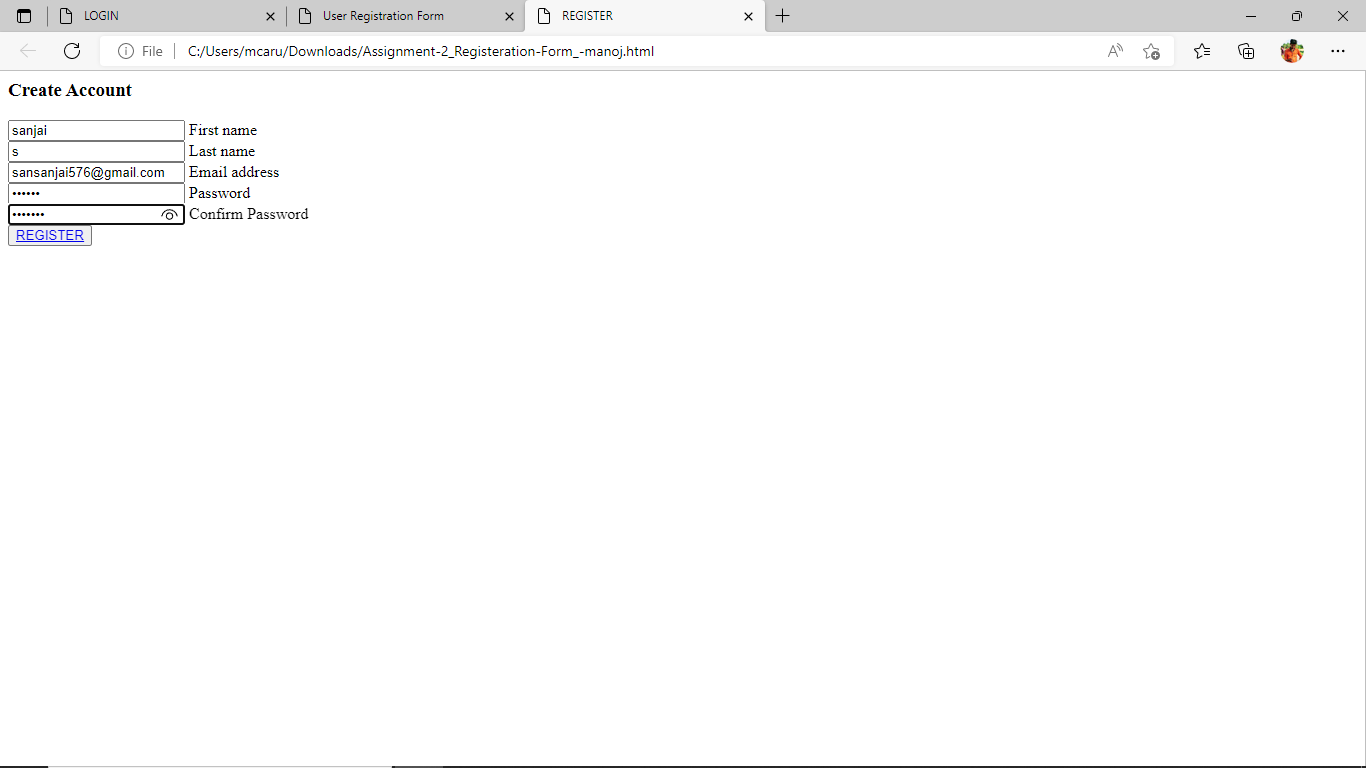 LOGIN
User Registration Form
REGISTER
File
C:/Users/mcaru/Downloads/Assignment-2_Registeration-Form_-manoj.html
Create Account
sanjai First name
s Last name
sansanjai576@gmail.com Email address
•••••• Password
••••••• Confirm Password
REGISTER